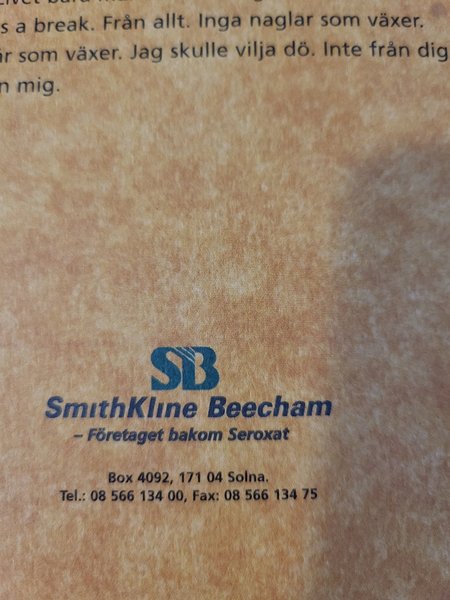 s a break. Från allt. Inga naglar som växer.
som växer. Jag skulle vilja dö. Inte från dig
mig.
SB
SmithKline Beecham
– Företaget bakom Seroxat
Box 4092, 171 04 Solna.
Tel.: 08 566 134 00, Fax: 08 566 134 75